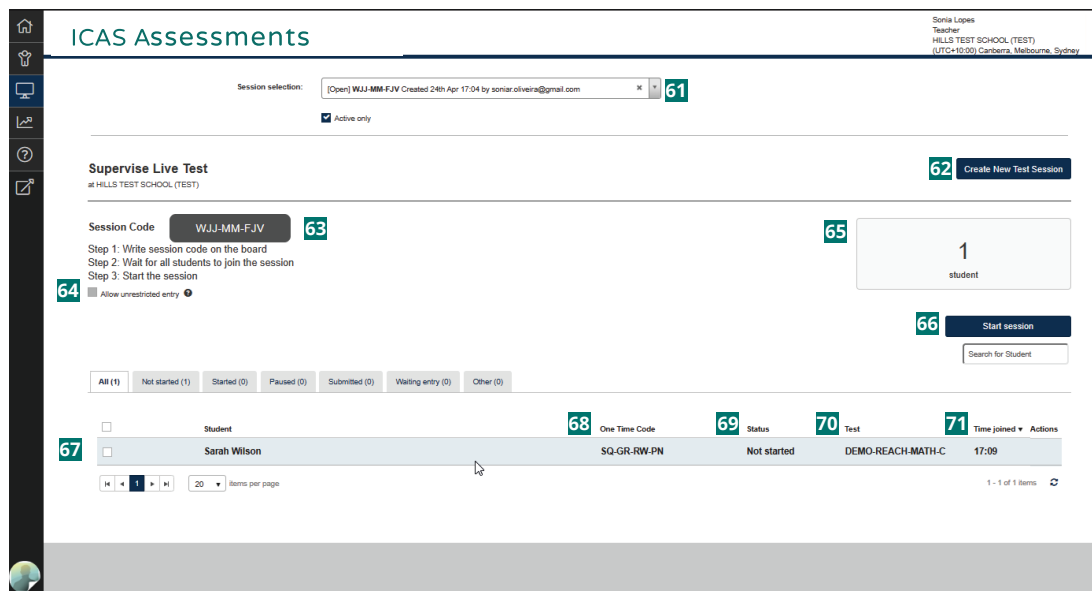 ICAS Assessments
Sonia Lopes
Teacher
HILLS TEST SCHOOL (TEST)
(UTC+10:00) Canberra, Melbourne, Sydney
Session selection:
[Open] WJJ-MM-FJV Created 24th Apr 17:04 by soniar.oliveira@gmail.com
61
Active only
Supervise Live Test
at HILLS TEST SCHOOL (TEST)
62 Create New Test Session
Session Code WJJ-MM-FJV 63
Step 1: Write session code on the board
Step 2: Wait for all students to join the session
Step 3: Start the session
64 Allow unrestricted entry
65
1
student
66 Start session
Search for Student
All (1) Not started (1) Started (0) Paused (0) Submitted (0) Waiting entry (0) Other (0)
Student 68 One Time Code 69 Status 70 Test 71 Time joined Actions
67 Sarah Wilson SQ-GR-RW-PN Not started DEMO-REACH-MATH-C 17:09
1 20 items per page 1 - 1 of 1 items